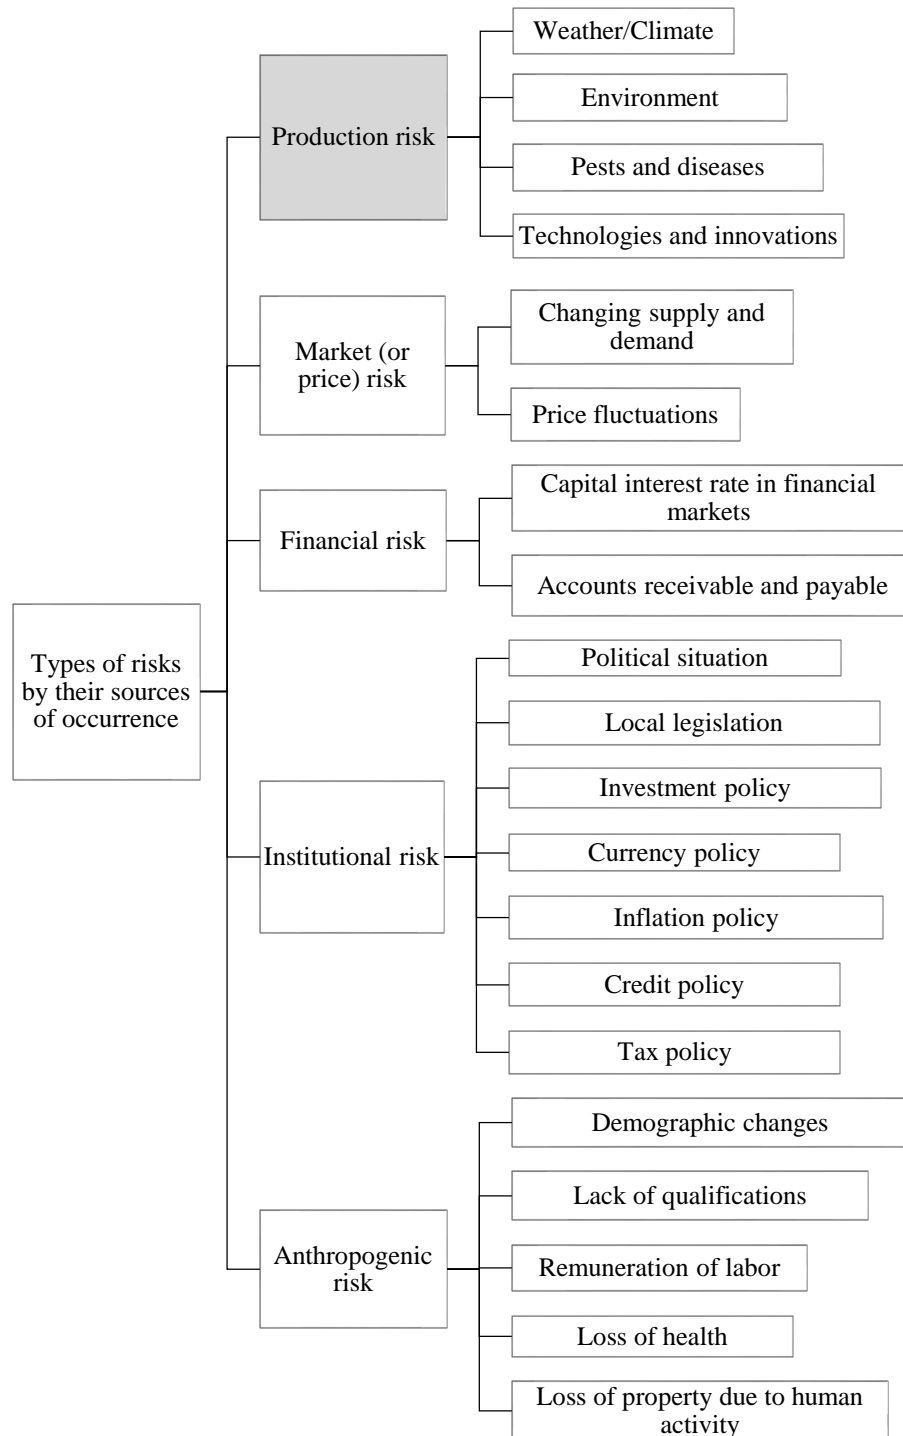 Types of risks
by their sources
of occurrence
Production risk
Weather/Climate
Environment
Pests and diseases
Technologies and innovations
Market (or
price) risk
Changing supply and
demand
Price fluctuations
Financial risk
Capital interest rate in financial
markets
Accounts receivable and payable
Institutional risk
Political situation
Local legislation
Investment policy
Currency policy
Inflation policy
Credit policy
Tax policy
Anthropogenic
risk
Demographic changes
Lack of qualifications
Remuneration of labor
Loss of health
Loss of property due to human
activity